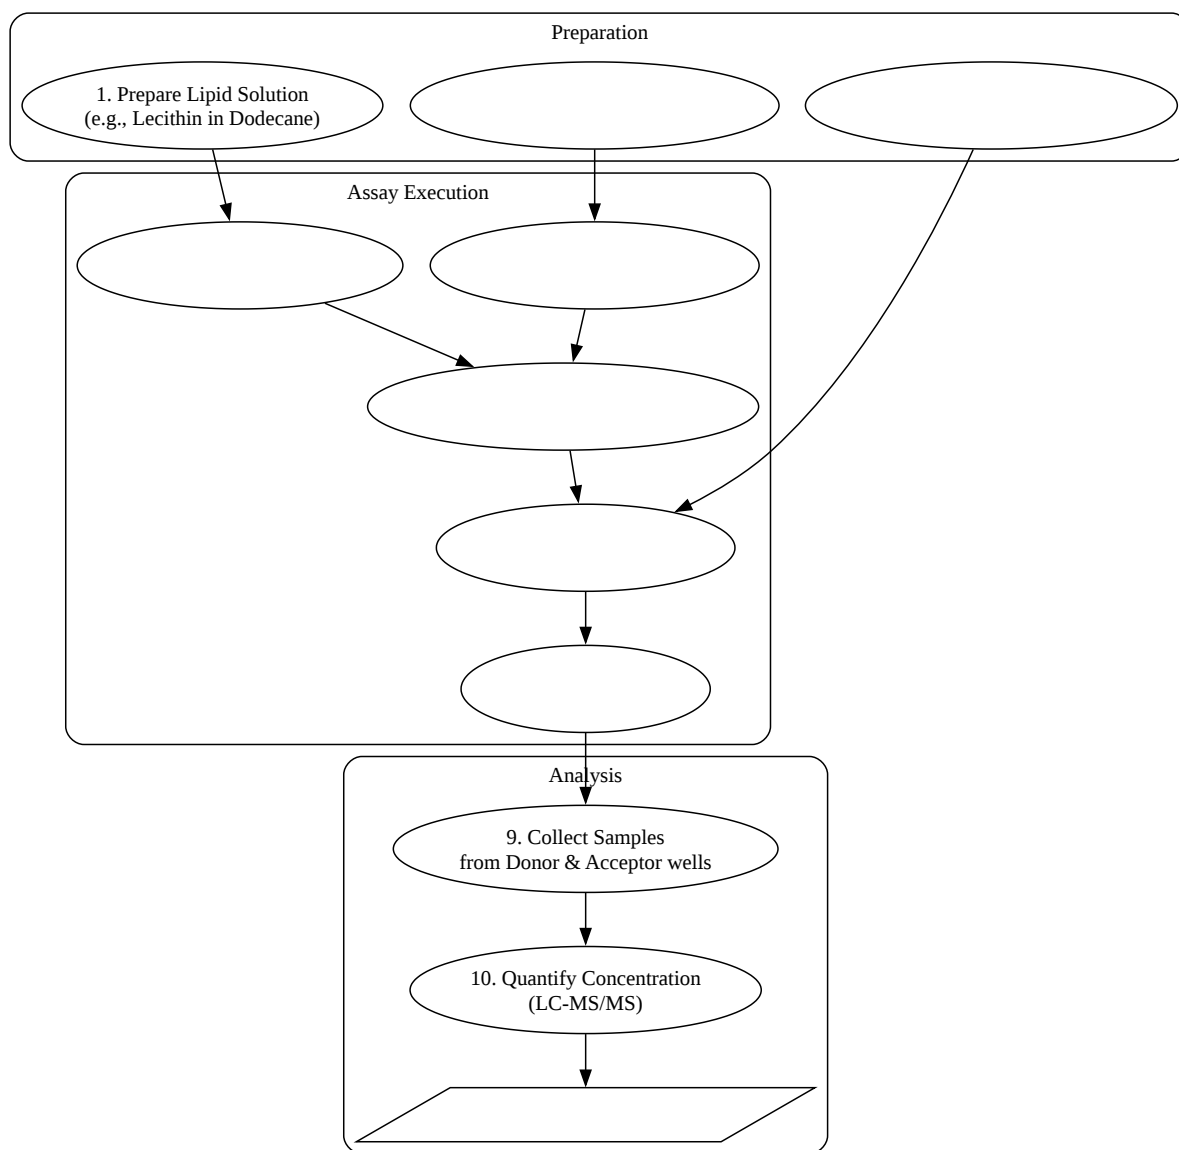 Preparation
1. Prepare Lipid Solution
(e.g., Lecithin in Dodecane)
Assay Execution
Analysis
9. Collect Samples
from Donor & Acceptor wells
10. Quantify Concentration
(LC-MS/MS)